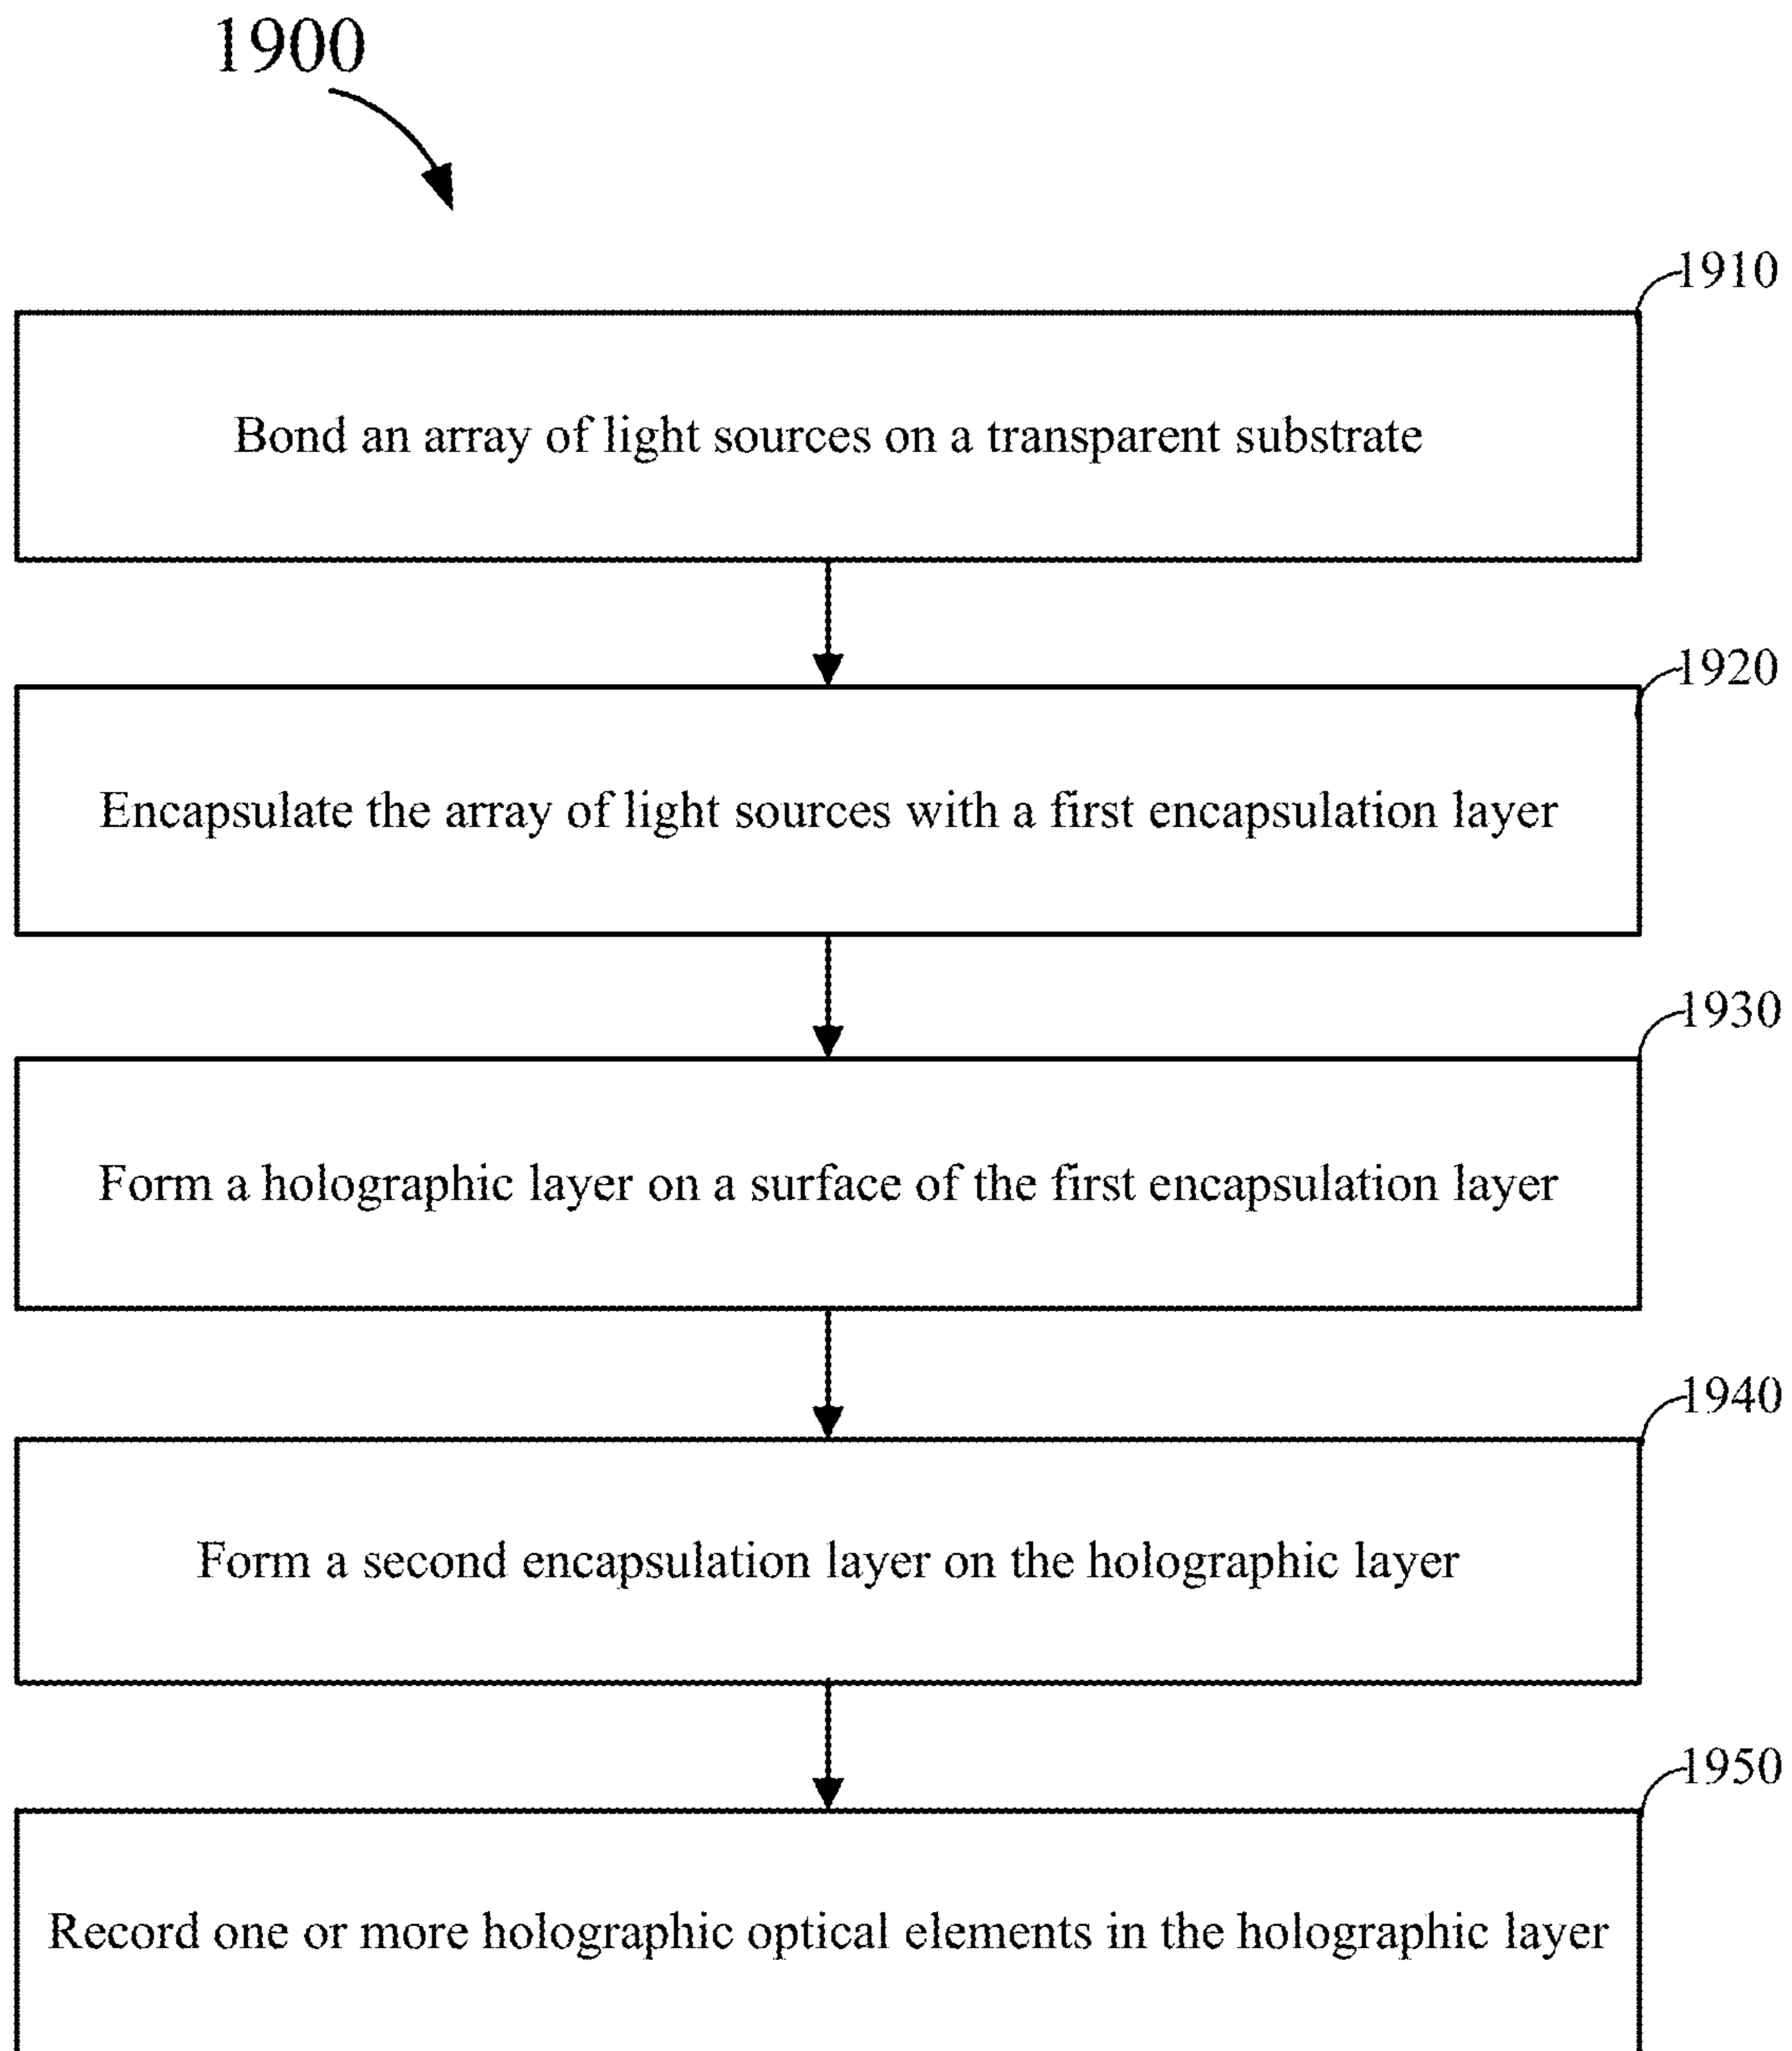 1900
1910
Bond an array of light sources on a transparent substrate
1920
Encapsulate the array of light sources with a first encapsulation layer
1930
Form a holographic layer on a surface of the first encapsulation layer
1940
Form a second encapsulation layer on the holographic layer
1950
Record one or more holographic optical elements in the holographic layer